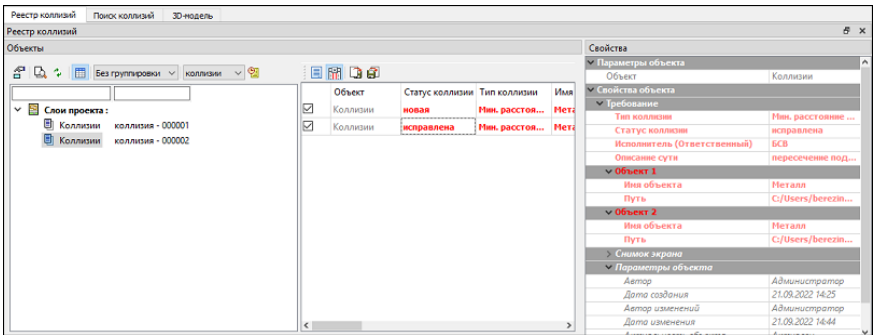 Реестр коллизий Поиск коллизий 3D-модель
Реестр коллизий
Объекты
Без группировки коллизии
Слои проекта :
Коллизии коллизия - 000001
Коллизии коллизия - 000002
Объект Статус коллизии Тип коллизии Имя
Коллизии новая Мин. расстоя... Мета
Коллизии исправлена Мин. расстоя... Мета
Свойства
Параметры объекта
Объект Коллизии
Свойства объекта
Требование
Тип коллизии Мин. расстояние ...
Статус коллизии исправлена
Исполнитель (Ответственный) БСВ
Описание сути пересечение под...
Объект 1
Имя объекта Металл
Путь C:/Users/berezin...
Объект 2
Имя объекта Металл
Путь C:/Users/berezin...
Снимок экрана
Параметры объекта
Автор Администратор
Дата создания 21.09.2022 14:25
Автор изменений Администратор
Дата изменения 21.09.2022 14:44